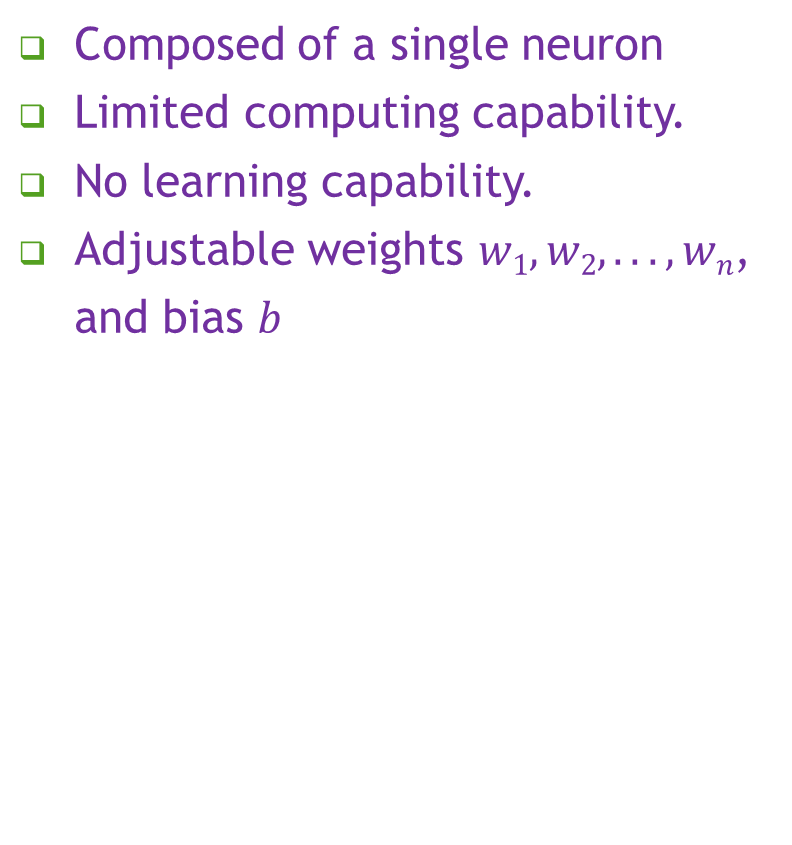 ❑ Composed of a single neuron
❑ Limited computing capability.
❑ No learning capability.
❑ Adjustable weights w₁, w₂, . . . , wₙ,
and bias b